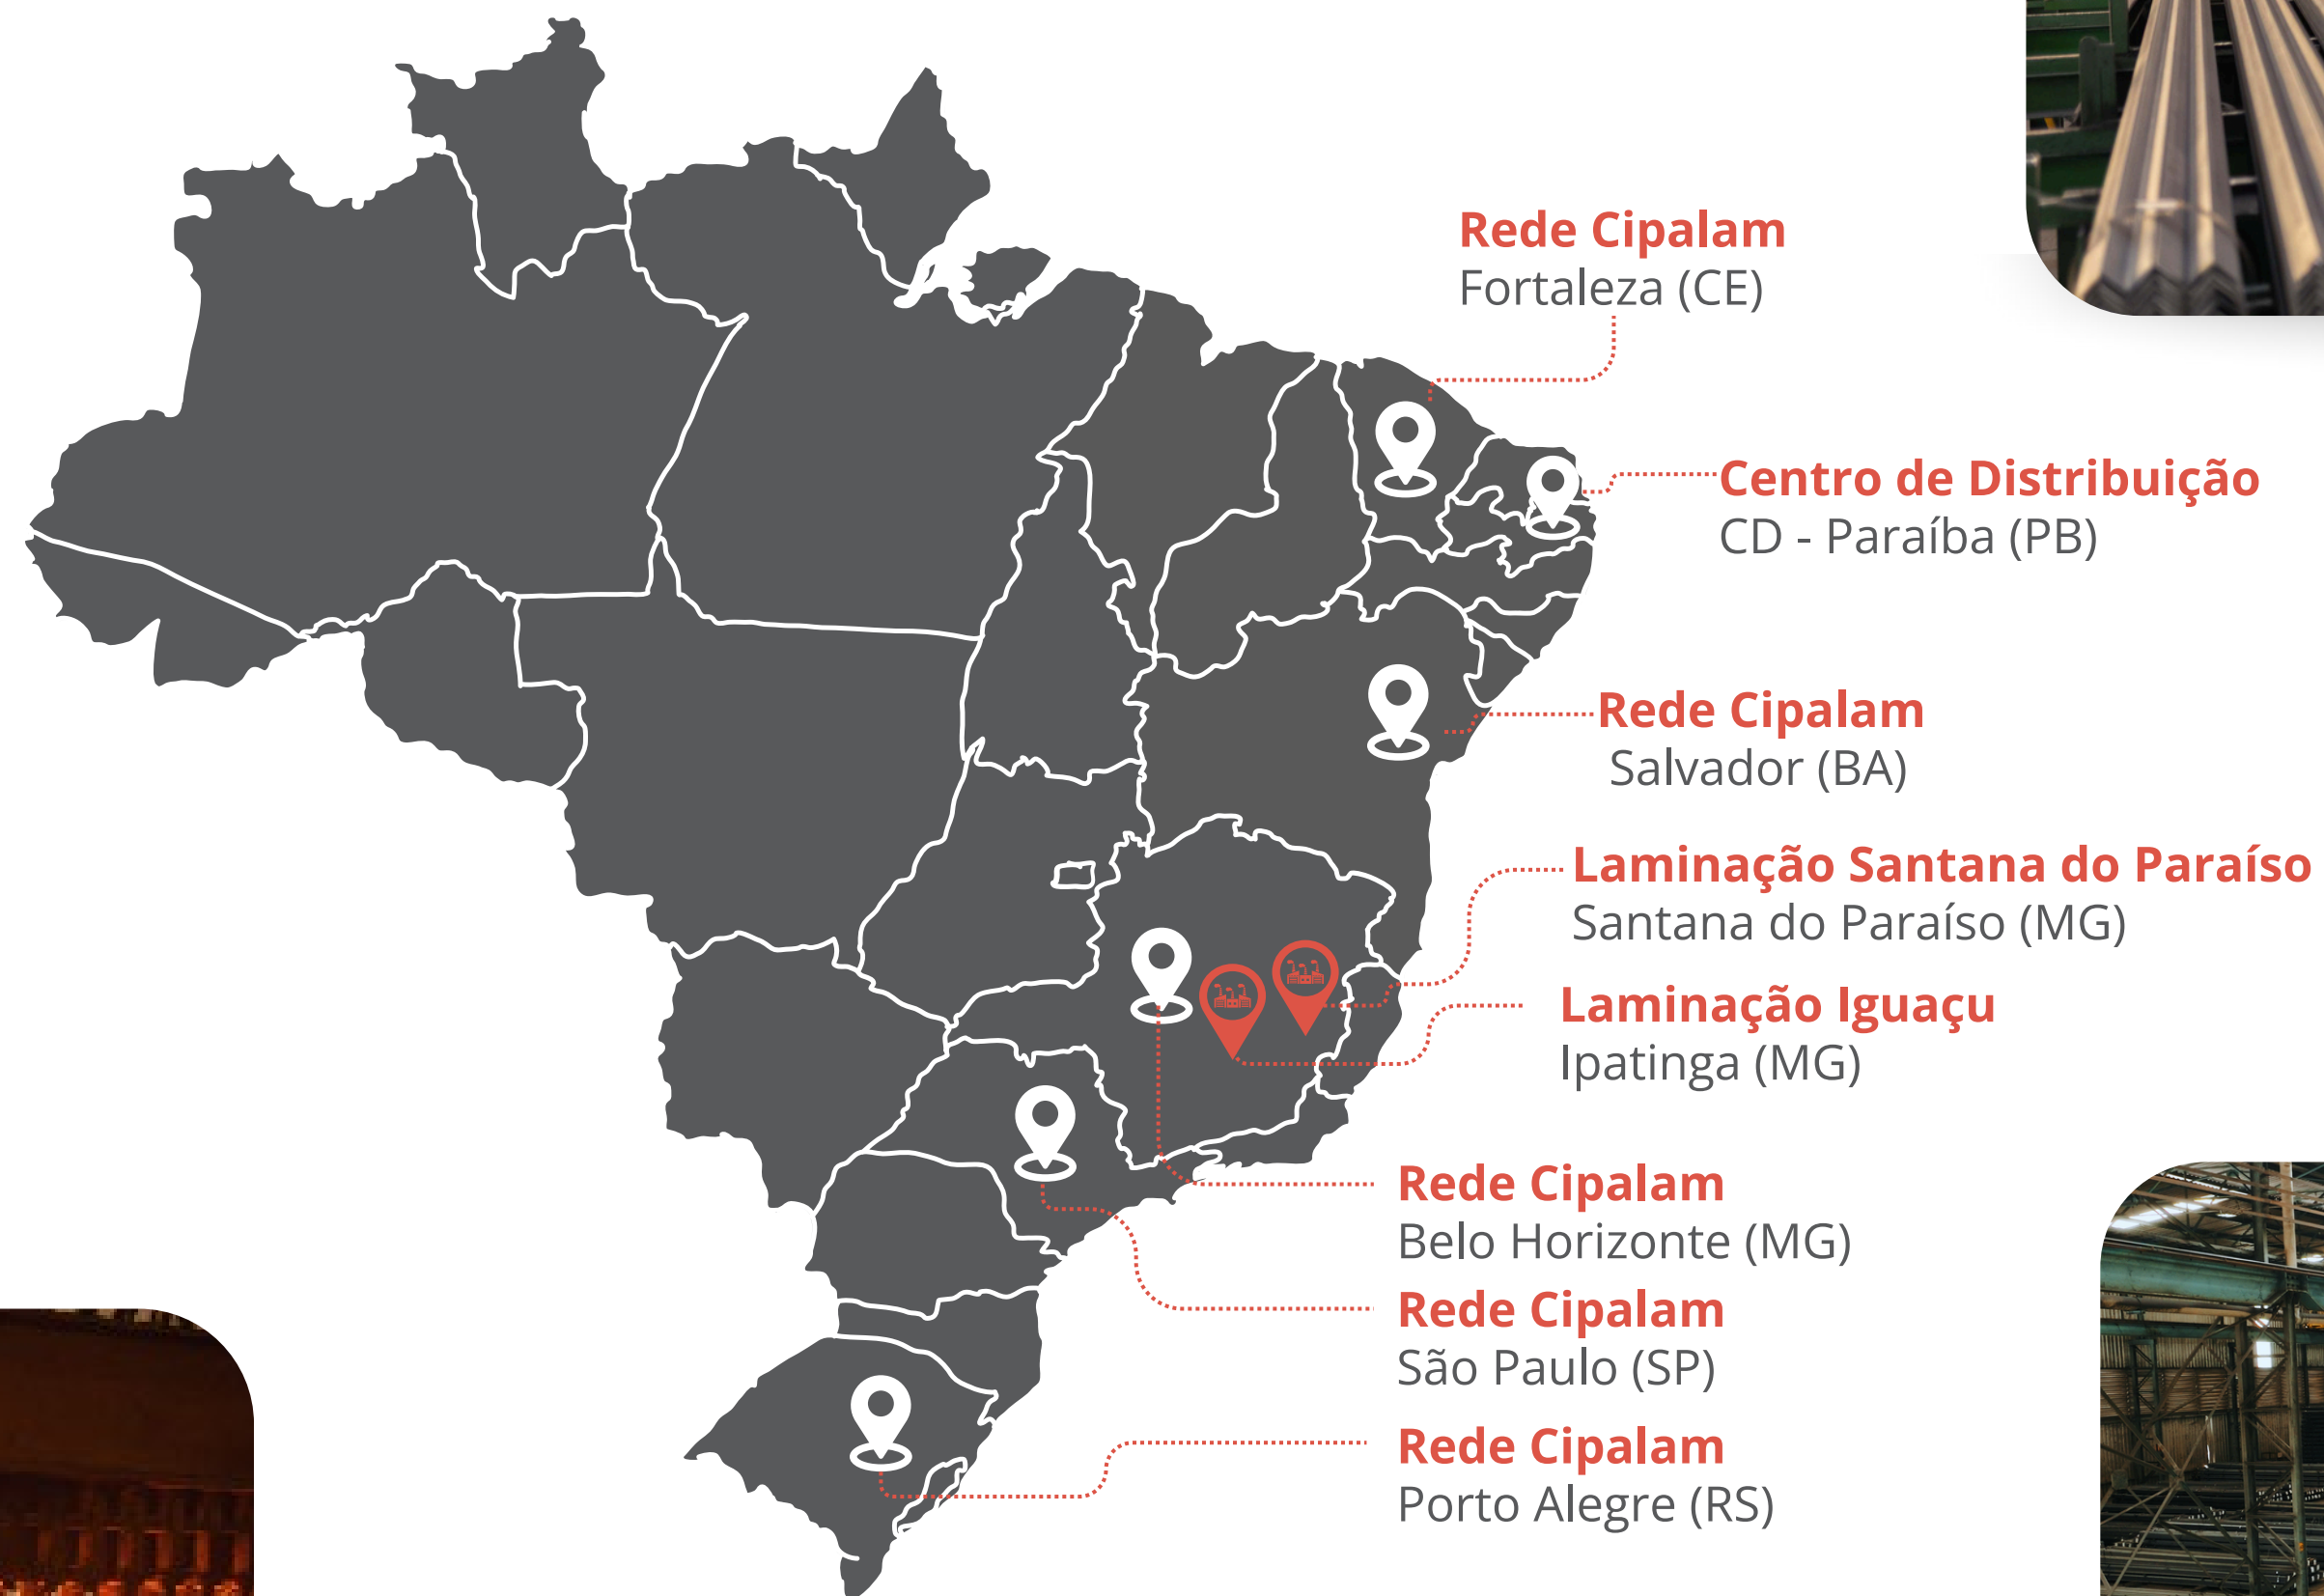 Rede Cipalam
Fortaleza (CE)
Centro de Distribuição
CD - Paraíba (PB)
Rede Cipalam
Salvador (BA)
Laminação Santana do Paraíso
Santana do Paraíso (MG)
Laminação Iguaçu
Ipatinga (MG)
Rede Cipalam
Belo Horizonte (MG)
Rede Cipalam
São Paulo (SP)
Rede Cipalam
Porto Alegre (RS)